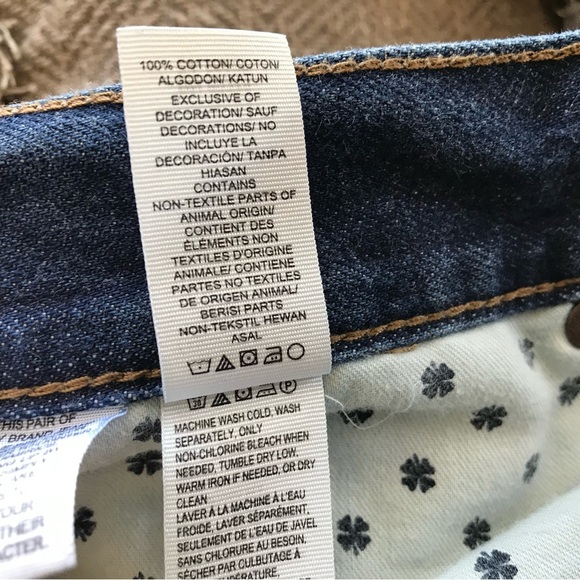 100% COTTON/ COTON/
ALGODON/ KATUN
EXCLUSIVE OF
DECORATION/ SAUF
DECORATIONS/ NO
INCLUYE LA
DECORACIÓN/ TANPA
HIASAN
CONTAINS
NON-TEXTILE PARTS OF
ANIMAL ORIGIN/
CONTIENT DES
ÉLÉMENTS NON
TEXTILES D'ORIGINE
ANIMALE/ CONTIENE
PARTES NO TEXTILES
DE ORIGEN ANIMAL/
BERISI PARTS
NON-TEKSTIL HEWAN
ASAL
MACHINE WASH COLD, WASH
SEPARATELY, ONLY
NON-CHLORINE BLEACH WHEN
NEEDED, TUMBLE DRY LOW.
WARM IRON IF NEEDED, OR DRY
CLEAN
LAVER À LA MACHINE À L'EAU
FROIDE, LAVER SÉPARÉMENT.
SEULEMENT DE L'EAU DE JAVEL
SANS CHLORURE AU BESOIN.
SÉCHER PAR CULBUTAGE À
THIS PAIR OF
Y BRAND